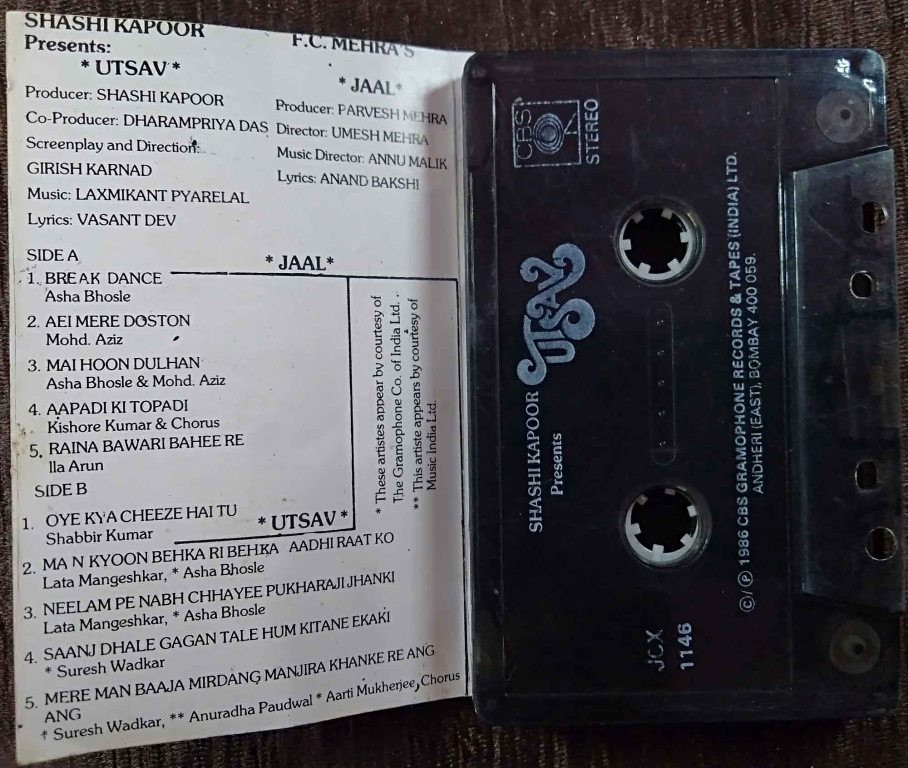 SHASHI KAPOOR
Presents:
* UTSAV *
Producer: SHASHI KAPOOR
Co-Producer: DHARAMPRIYA DAS
Screenplay and Direction:
GIRISH KARNAD
Music: LAXMIKANT PYARELAL
Lyrics: VASANT DEV
F.C. MEHRA'S
* JAAL*
Producer: PARVESH MEHRA
Director: UMESH MEHRA
Music Director: ANNU MALIK
Lyrics: ANAND BAKSHI
SIDE A
* JAAL*
1. BREAK DANCE
Asha Bhosle
2. AEI MERE DOSTON
Mohd. Aziz
3. MAI HOON DULHAN
Asha Bhosle & Mohd. Aziz
4. AAPADI KI TOPADI
Kishore Kumar & Chorus
5. RAINA BAWARI BAHEE RE
Ila Arun
SIDE B
1. OYE KYA CHEEZE HAI TU
Shabbir Kumar
* UTSAV *
2. MA N KYOON BEHKA RI BEHKA AADHI RAAT KO
Lata Mangeshkar, * Asha Bhosle
3. NEELAM PE NABH CHHAYEE PUKHARAJI JHANKI
Lata Mangeshkar, * Asha Bhosle
4. SAANJ DHALE GAGAN TALE HUM KITANE EKAKI
* Suresh Wadkar
5. MERE MAN BAAJA MIRDANG MANJIRA KHANKE RE ANG
ANG
* Suresh Wadkar, ** Anuradha Paudwal * Aarti Mukherjee, Chorus
* These artistes appear by courtesy of
The Gramophone Co. of India Ltd.
** This artiste appears by courtesy of
Music India Ltd.
CBS
STEREO
SHASHI KAPOOR
Presents
UTSAV
JCX
1146
©/℗ 1986 CBS GRAMOPHONE RECORDS & TAPES (INDIA) LTD.
ANDHERI (EAST), BOMBAY 400 059.